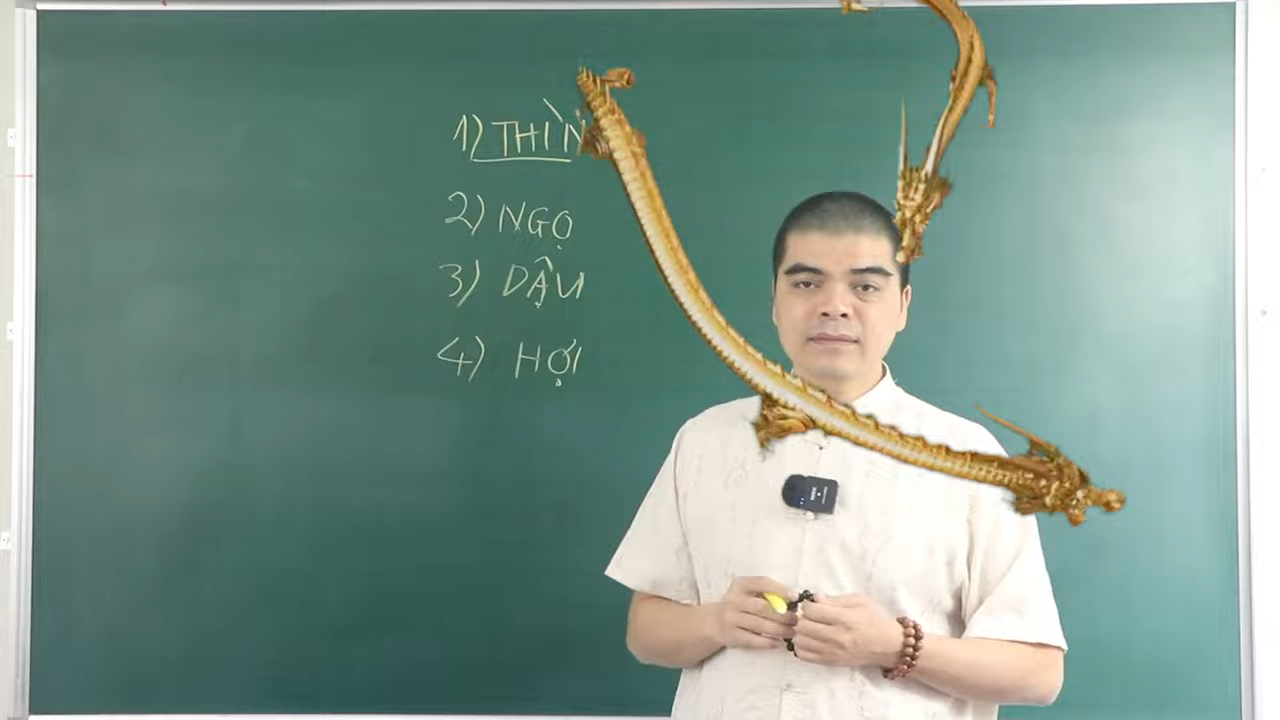 1) THÌN
2) NGỌ
3) DẬU
4) HỢI